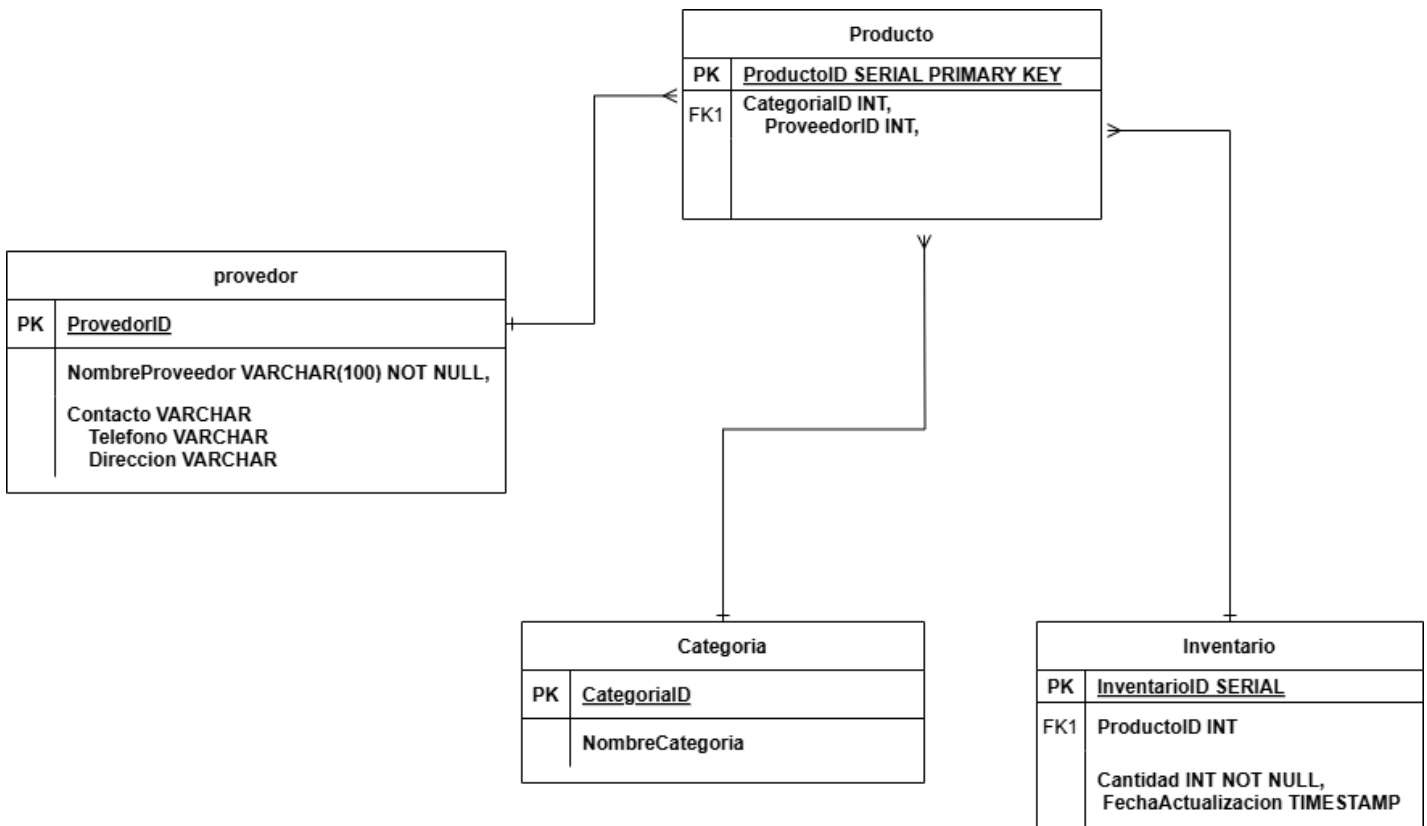 Producto
PK ProductoID SERIAL PRIMARY KEY
FK1 CategoriaID INT,
ProveedorID INT,
provedor
PK ProvedorID
NombreProveedor VARCHAR(100) NOT NULL,
Contacto VARCHAR
Telefono VARCHAR
Direccion VARCHAR
Categoria
PK CategoriaID
NombreCategoria
Inventario
PK InventarioID SERIAL
FK1 ProductoID INT
Cantidad INT NOT NULL,
FechaActualizacion TIMESTAMP